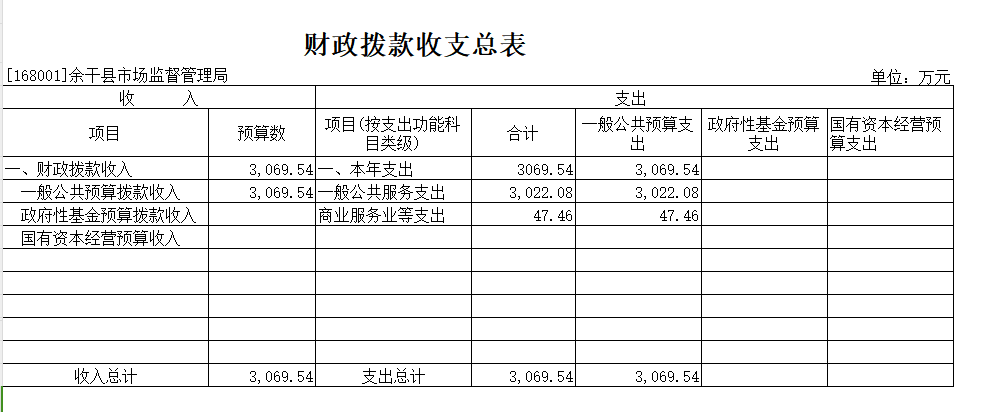 财政拨款收支总表
[168001]余干县市场监督管理局 单位：万元
收 入 支出
项目 预算数 项目(按支出功能科目类级) 合计 一般公共预算支出 政府性基金预算支出 国有资本经营预算支出
一、财政拨款收入 3,069.54 一、本年支出 3069.54 3,069.54
一般公共预算拨款收入 3,069.54 一般公共服务支出 3,022.08 3,022.08
政府性基金预算拨款收入 商业服务业等支出 47.46 47.46
国有资本经营预算收入
收入总计 3,069.54 支出总计 3,069.54 3,069.54